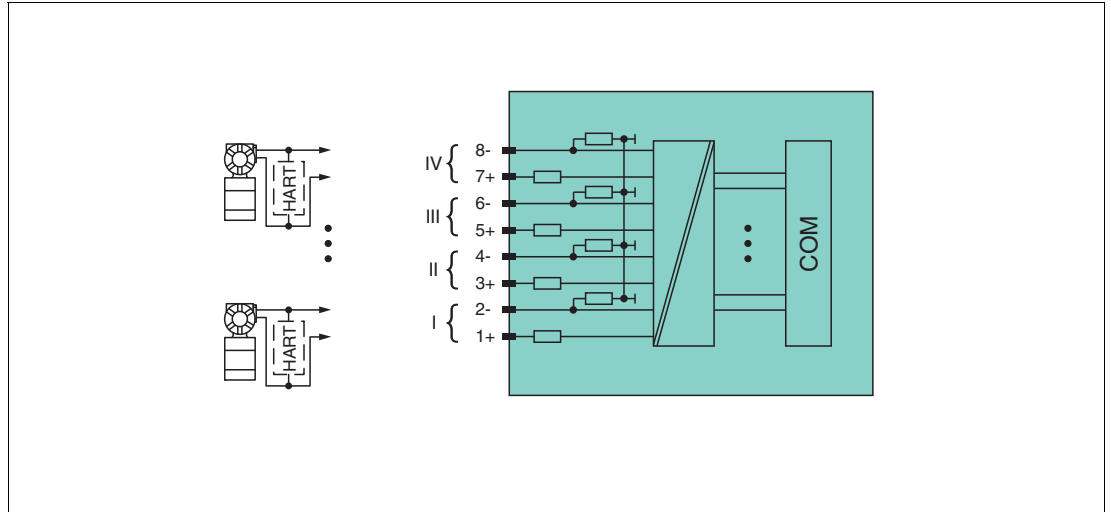 HART
HART
IV
8-
7+
III
6-
5+
II
4-
3+
I
2-
1+
COM